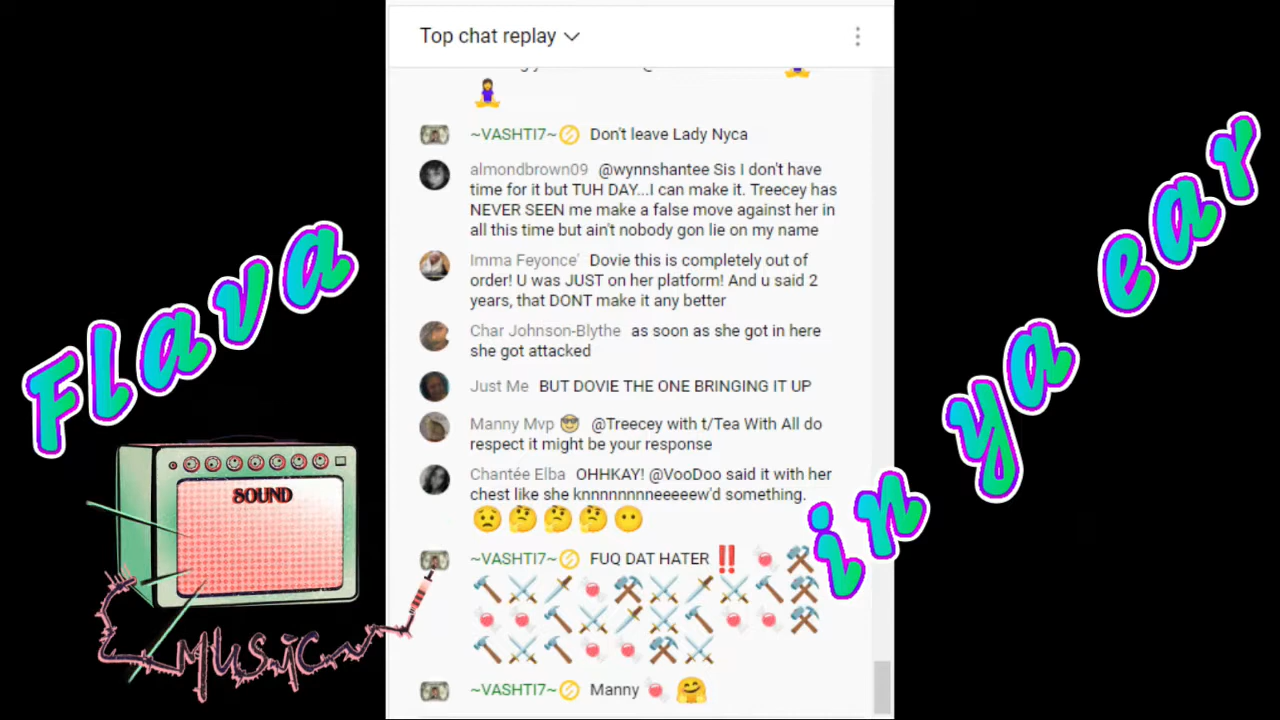 Top chat replay
~VASHTI7~ Don't leave Lady Nyca
almondbrown09 @wynnshantee Sis I don't have
time for it but TUH DAY...I can make it. Treecey has
NEVER SEEN me make a false move against her in
all this time but ain't nobody gon lie on my name
Imma Feyonce' Dovie this is completely out of
order! U was JUST on her platform! And u said 2
years, that DONT make it any better
Char Johnson-Blythe as soon as she got in here
she got attacked
Just Me BUT DOVIE THE ONE BRINGING IT UP
Manny Mvp 😎 @Treecey with t/Tea With All do
respect it might be your response
Chantée Elba OHHKAY! @VooDoo said it with her
chest like she knnnnnnnneeeeew'd something.
😟🤔🤔🤔😶
~VASHTI7~ FUQ DAT HATER ‼️ 🍬 ⚒️
🔨⚔️🗡️🍬⚒️⚔️🗡️⚔️🔨⚒️
🍬🍬🔨⚔️🗡️⚔️🔨🍬🍬⚒️
🔨⚔️🔨🍬🍬⚒️⚔️
~VASHTI7~ Manny 🍬 🤗
Flava
in ya ear
SOUND
MUSIC